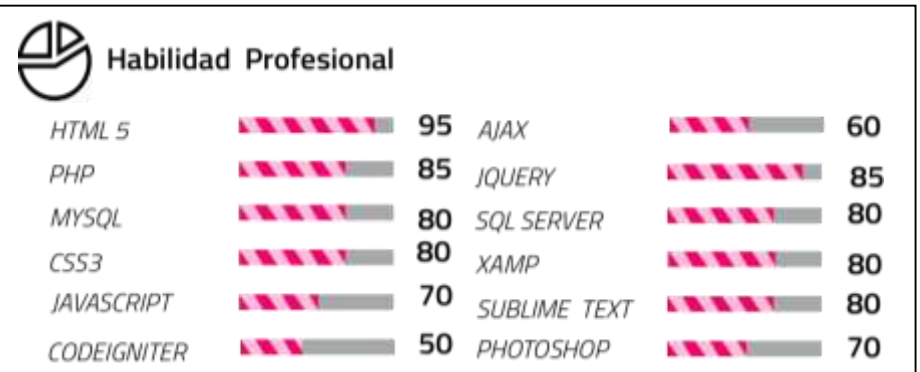 Habilidad Profesional
HTML 5 95 AJAX 60
PHP 85 JQUERY 85
MYSQL 80 SQL SERVER 80
CSS3 80 XAMP 80
JAVASCRIPT 70 SUBLIME TEXT 80
CODEIGNITER 50 PHOTOSHOP 70